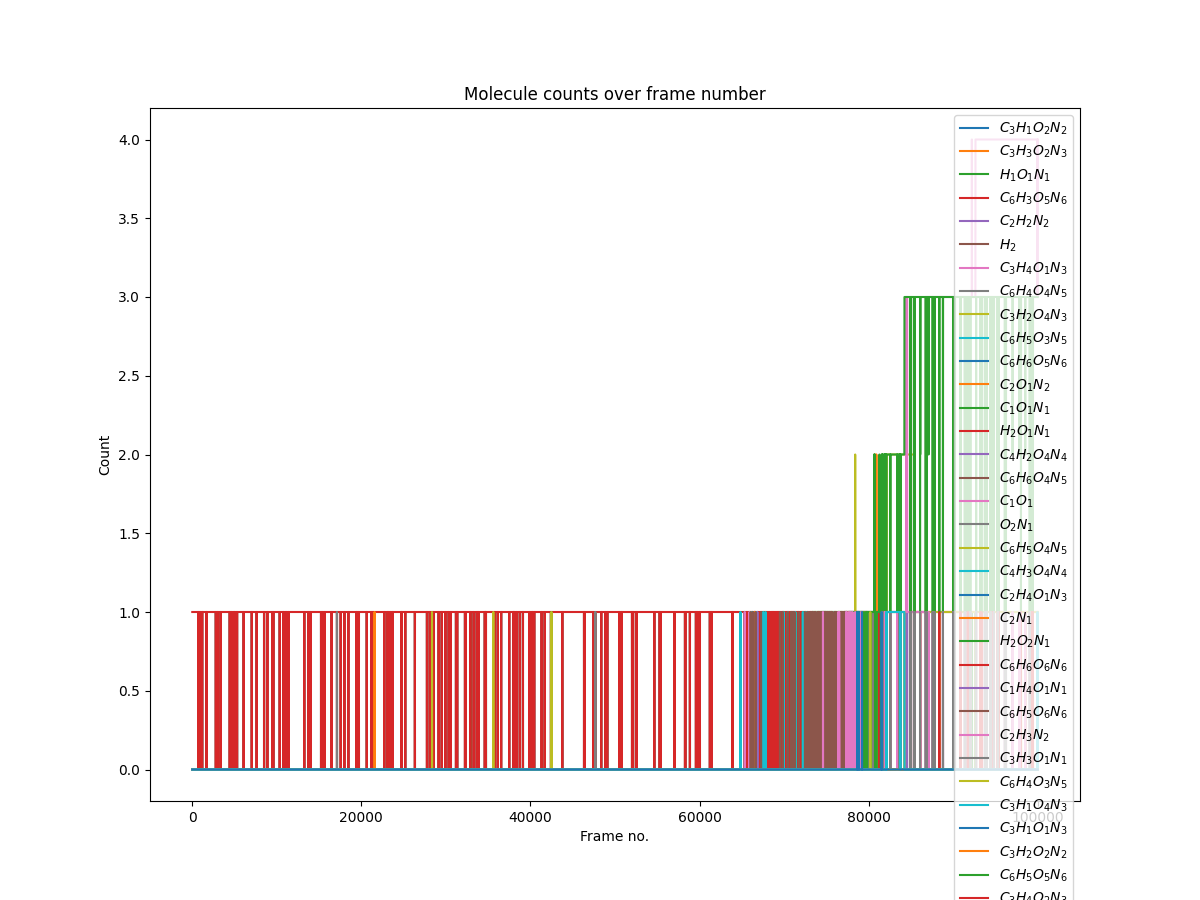 Molecule counts over frame number
4.0
3.5
3.0
2.5
2.0
1.5
1.0
0.5
0.0
Count
0
20000
40000
60000
80000
100000
Frame no.
C₃H₁O₂N₂
C₃H₃O₂N₃
H₁O₁N₁
C₆H₃O₅N₆
C₂H₂N₂
H₂
C₃H₄O₁N₃
C₆H₄O₄N₅
C₃H₂O₄N₃
C₆H₅O₃N₅
C₆H₆O₅N₆
C₂O₁N₂
C₁O₁N₁
H₂O₁N₁
C₄H₂O₄N₄
C₆H₆O₄N₅
C₁O₁
O₂N₁
C₆H₅O₄N₅
C₄H₃O₄N₄
C₂H₄O₁N₃
C₂N₁
H₂O₂N₁
C₆H₆O₆N₆
C₁H₄O₁N₁
C₆H₅O₆N₆
C₂H₃N₂
C₃H₃O₁N₁
C₆H₄O₃N₅
C₃H₁O₄N₃
C₃H₁O₁N₃
C₃H₂O₂N₂
C₆H₅O₅N₆
C₃H₄O₂N₃